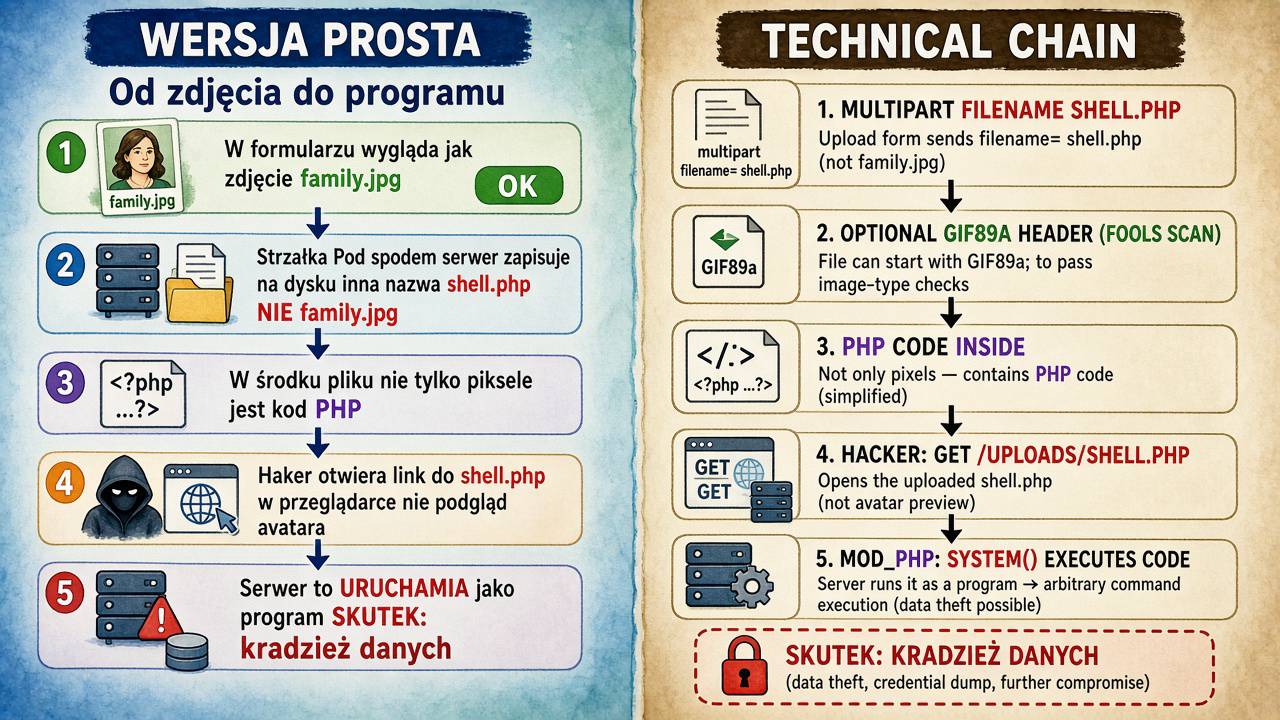 WERSJA PROSTA
Od zdjęcia do programu
1
family.jpg
W formularzu wygląda jak
zdjęcie family.jpg
OK
2
Strzałka Pod spodem serwer zapisuje
na dysku inna nazwa shell.php
NIE family.jpg
3
<?php
...?>
W środku pliku nie tylko piksele
jest kod PHP
4
Haker otwiera link do shell.php
w przeglądarce nie podgląd
avatara
5
!
Serwer to URUCHAMIA jako
program SKUTEK:
kradzież danych
TECHNICAL CHAIN
multipart
filename= shell.php
1. MULTIPART FILENAME SHELL.PHP
Upload form sends filename= shell.php
(not family.jpg)
GIF89a
2. OPTIONAL GIF89A HEADER (FOOLS SCAN)
File can start with GIF89a; to pass
image-type checks
</:>
<?php ...?>
3. PHP CODE INSIDE
Not only pixels — contains PHP code
(simplified)
GET
GET
4. HACKER: GET /UPLOADS/SHELL.PHP
Opens the uploaded shell.php
(not avatar preview)
5. MOD_PHP: SYSTEM() EXECUTES CODE
Server runs it as a program → arbitrary command
execution (data theft possible)
SKUTEK: KRADZIEŻ DANYCH
(data theft, credential dump, further compromise)